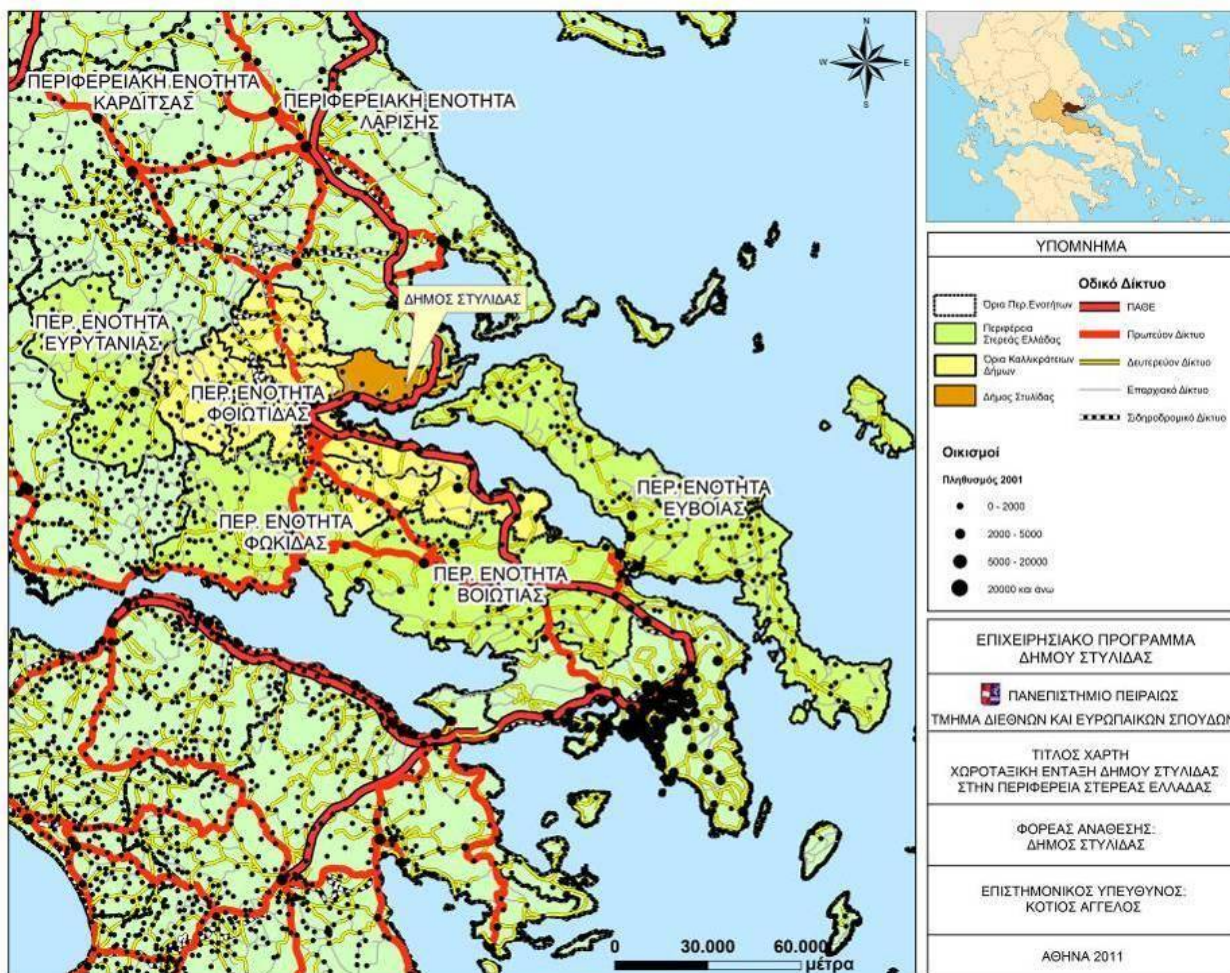 ΠΕΡΙΦΕΡΕΙΑΚΗ ΕΝΟΤΗΤΑ
ΚΑΡΔΙΤΣΑΣ
ΠΕΡΙΦΕΡΕΙΑΚΗ ΕΝΟΤΗΤΑ
ΛΑΡΙΣΗΣ
N
W
E
S
ΔΗΜΟΣ ΣΤΥΛΙΔΑΣ
ΠΕΡ. ΕΝΟΤΗΤΑ
ΕΥΡΥΤΑΝΙΑΣ
ΠΕΡ. ΕΝΟΤΗΤΑ
ΦΘΙΩΤΙΔΑΣ
ΠΕΡ. ΕΝΟΤΗΤΑ
ΕΥΒΟΙΑΣ
ΠΕΡ. ΕΝΟΤΗΤΑ
ΦΩΚΙΔΑΣ
ΠΕΡ. ΕΝΟΤΗΤΑ
ΒΟΙΩΤΙΑΣ
0 30.000 60.000
μέτρα
ΥΠΟΜΝΗΜΑ
Όρια Περ.Ενοτήτων
Περιφέρεια
Στερεάς Ελλάδας
Όρια Καλλικράτειων
Δήμων
Δήμος Στυλίδας
Οδικό Δίκτυο
ΠΑΘΕ
Πρωτεύον Δίκτυο
Δευτερεύον Δίκτυο
Επαρχιακό Δίκτυο
Σιδηροδρομικό Δίκτυο
Οικισμοί
Πληθυσμός 2001
0 - 2000
2000 - 5000
5000 - 20000
20000 και άνω
ΕΠΙΧΕΙΡΗΣΙΑΚΟ ΠΡΟΓΡΑΜΜΑ
ΔΗΜΟΥ ΣΤΥΛΙΔΑΣ
ΠΑΝΕΠΙΣΤΗΜΙΟ ΠΕΙΡΑΙΩΣ
ΤΜΗΜΑ ΔΙΕΘΝΩΝ ΚΑΙ ΕΥΡΩΠΑΙΚΩΝ ΣΠΟΥΔΩΝ
ΤΙΤΛΟΣ ΧΑΡΤΗ
ΧΩΡΟΤΑΞΙΚΗ ΕΝΤΑΞΗ ΔΗΜΟΥ ΣΤΥΛΙΔΑΣ
ΣΤΗΝ ΠΕΡΙΦΕΡΕΙΑ ΣΤΕΡΕΑΣ ΕΛΛΑΔΑΣ
ΦΟΡΕΑΣ ΑΝΑΘΕΣΗΣ:
ΔΗΜΟΣ ΣΤΥΛΙΔΑΣ
ΕΠΙΣΤΗΜΟΝΙΚΟΣ ΥΠΕΥΘΥΝΟΣ:
ΚΟΤΙΟΣ ΑΓΓΕΛΟΣ
ΑΘΗΝΑ 2011